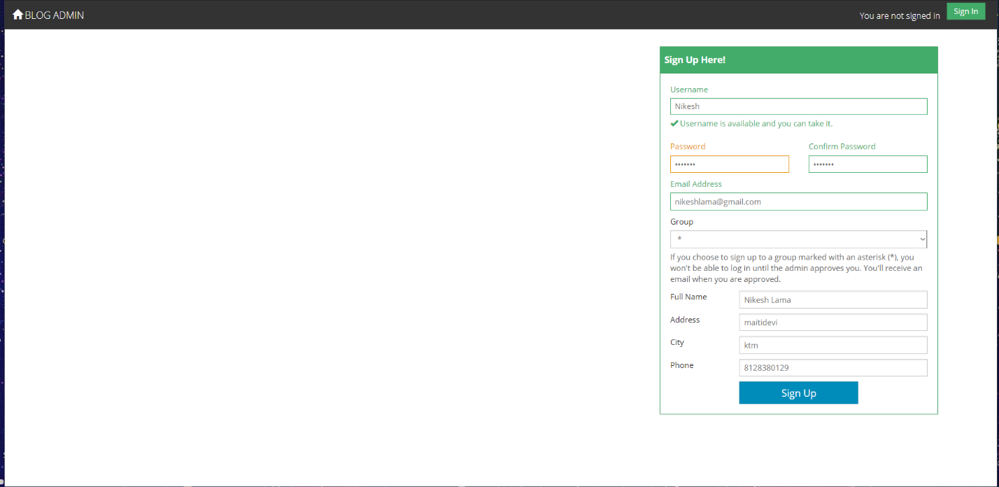 BLOG ADMIN
You are not signed in
Sign In
Sign Up Here!
Username
Nikesh
Username is available and you can take it.
Password Confirm Password
••••••• •••••••
Email Address
nikeshlama@gmail.com
Group
*
If you choose to sign up to a group marked with an asterisk (*), you
won't be able to log in until the admin approves you. You'll receive an
email when you are approved.
Full Name Nikesh Lama
Address maitidevi
City ktm
Phone 8128380129
Sign Up